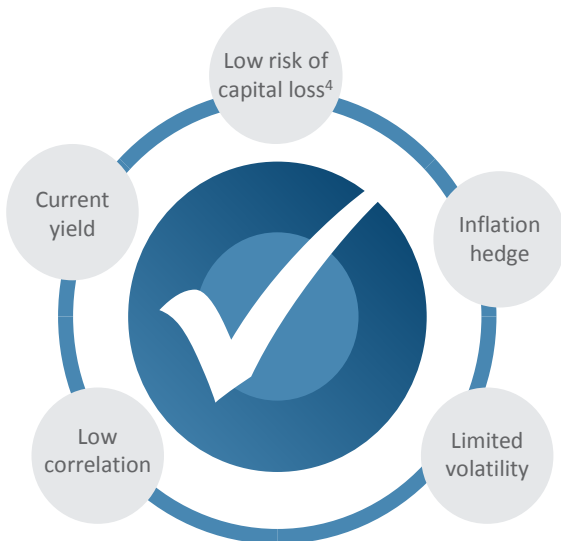 Low risk of
capital loss⁴
Current
yield
Inflation
hedge
Low
correlation
Limited
volatility